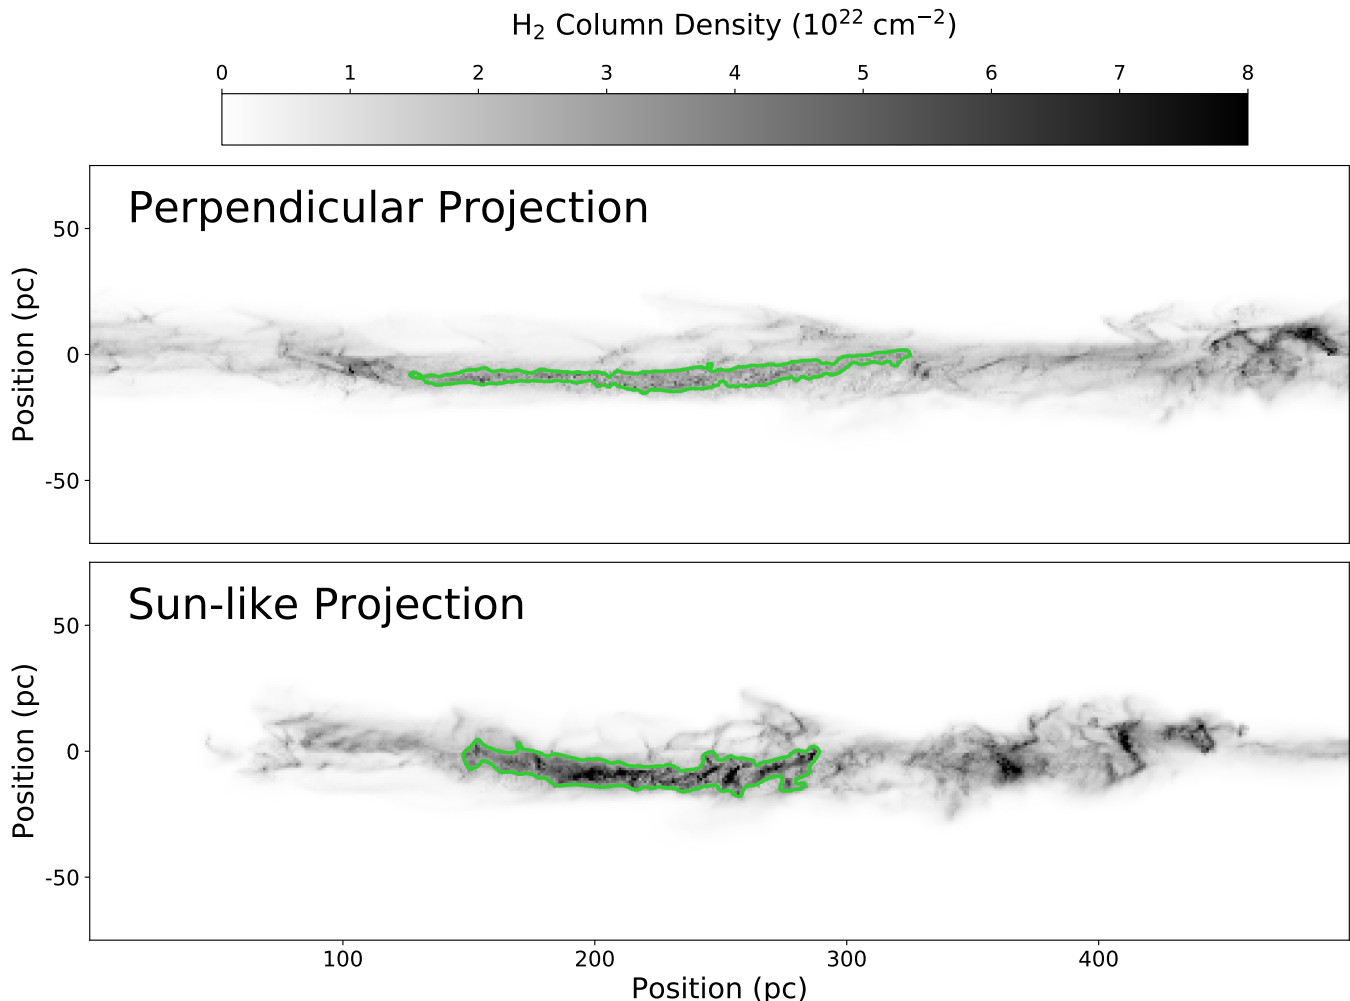 H₂ Column Density (10²² cm⁻²)
0 1 2 3 4 5 6 7 8
Perpendicular Projection
Position (pc)
50
0
-50
Sun-like Projection
Position (pc)
50
0
-50
100 200 300 400
Position (pc)